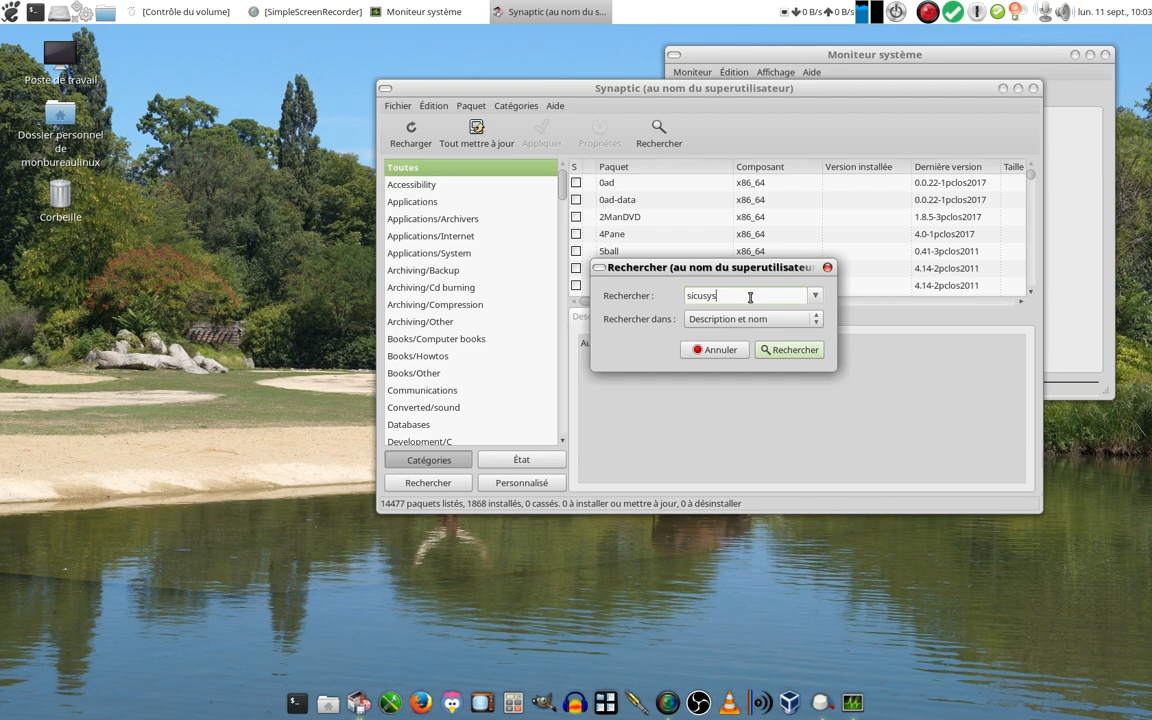 [Contrôle du volume] [SimpleScreenRecorder] Moniteur système Synaptic (au nom du s... 0 B/s 0 B/s lun. 11 sept., 10:03
Poste de travail
Dossier personnel
de
monbureaulinux
Corbeille
Moniteur système
Moniteur Édition Affichage Aide
Synaptic (au nom du superutilisateur)
Fichier Édition Paquet Catégories Aide
Recharger Tout mettre à jour Appliquer Propriétés Rechercher
Toutes
Accessibility
Applications
Applications/Archivers
Applications/Internet
Applications/System
Archiving/Backup
Archiving/Cd burning
Archiving/Compression
Archiving/Other
Books/Computer books
Books/Howtos
Books/Other
Communications
Converted/sound
Databases
Development/C
Catégories État
Rechercher Personnalisé
S Paquet Composant Version installée Dernière version Taille
0ad x86_64 0.0.22-1pclos2017
0ad-data x86_64 0.0.22-1pclos2017
2ManDVD x86_64 1.8.5-3pclos2017
4Pane x86_64 4.0-1pclos2017
5ball x86_64 0.41-3pclos2011
4.14-2pclos2011
4.14-2pclos2011
Rechercher (au nom du superutilisateu
Rechercher : sicusys
Rechercher dans : Description et nom
Annuler Rechercher
14477 paquets listés, 1868 installés, 0 cassés. 0 à installer ou mettre à jour, 0 à désinstaller